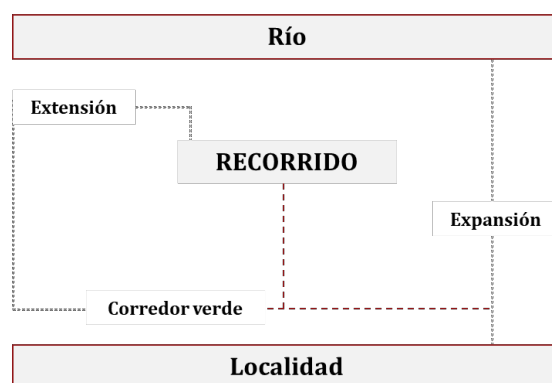 Río
Extensión
RECORRIDO
Expansión
Corredor verde
Localidad